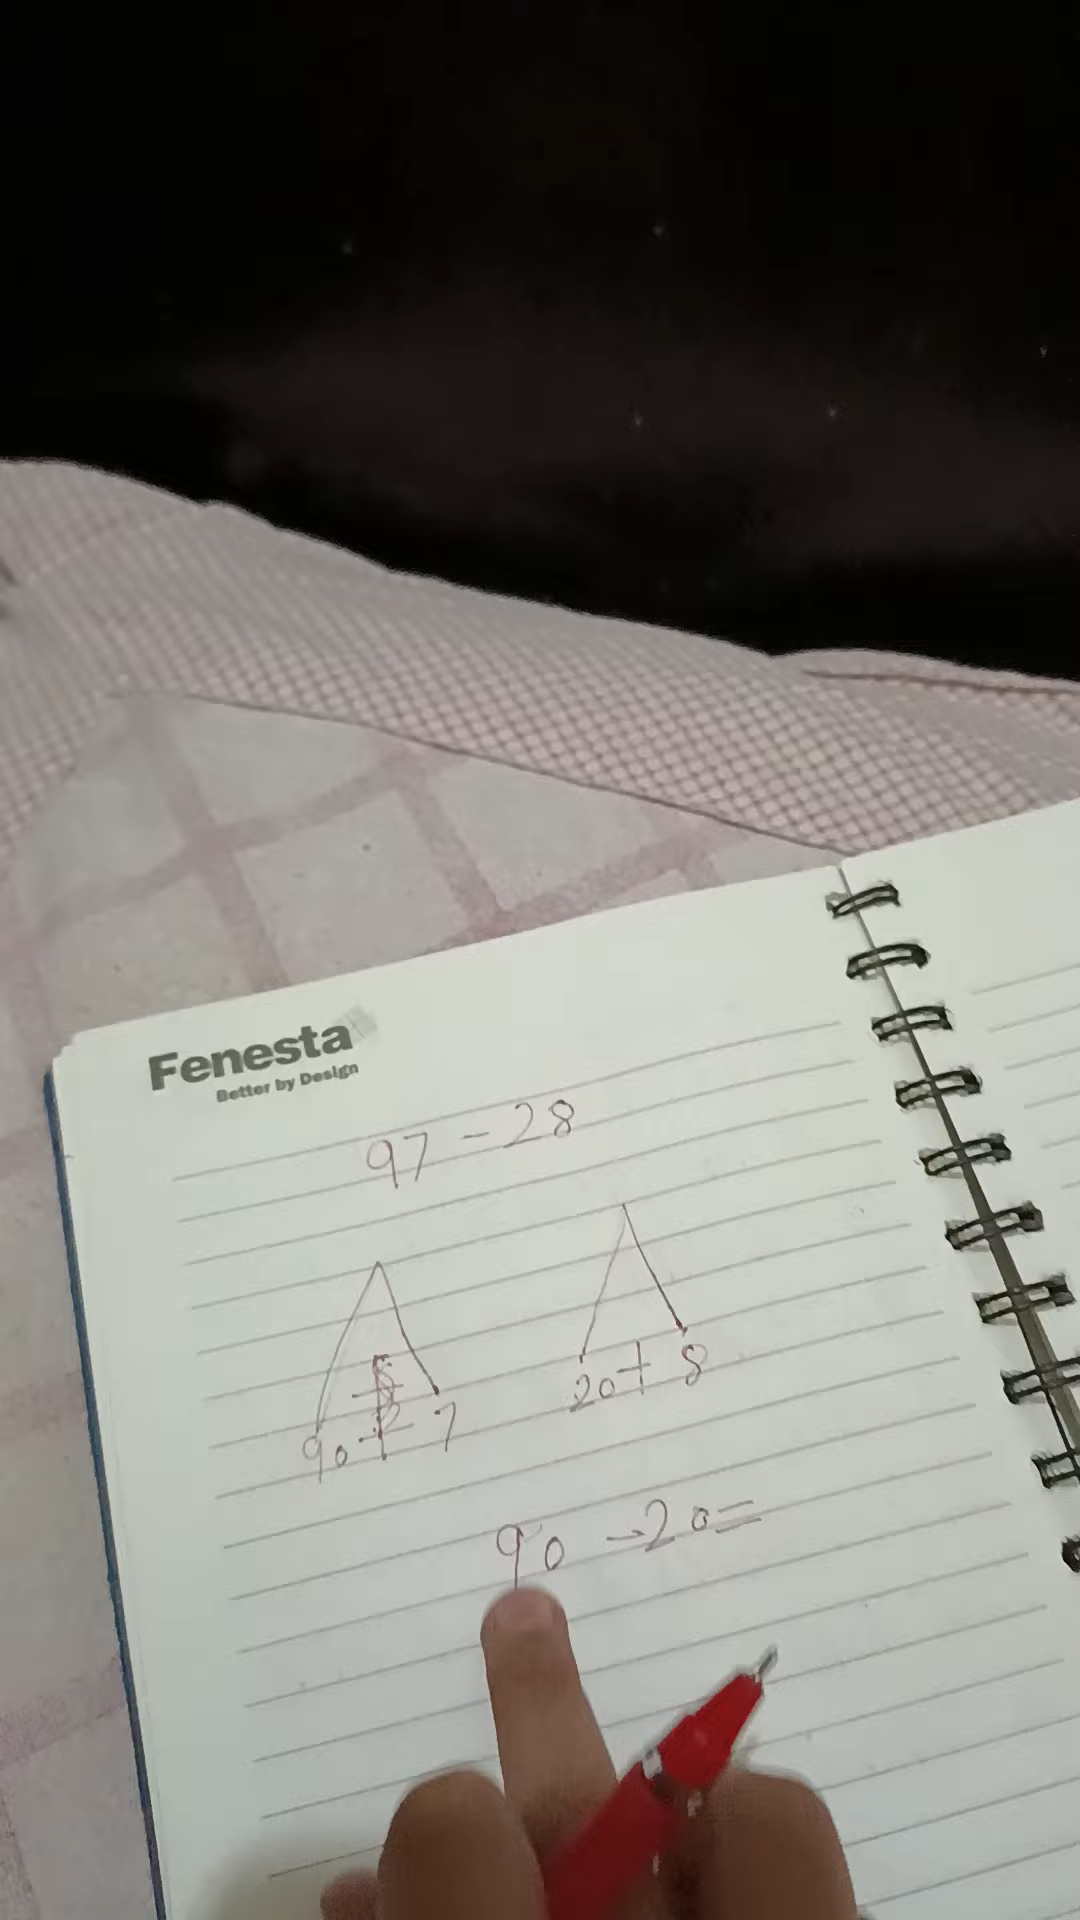 Fenesta
Better by Design
97 - 28
90 + 7
20 + 8
90 - 20 =